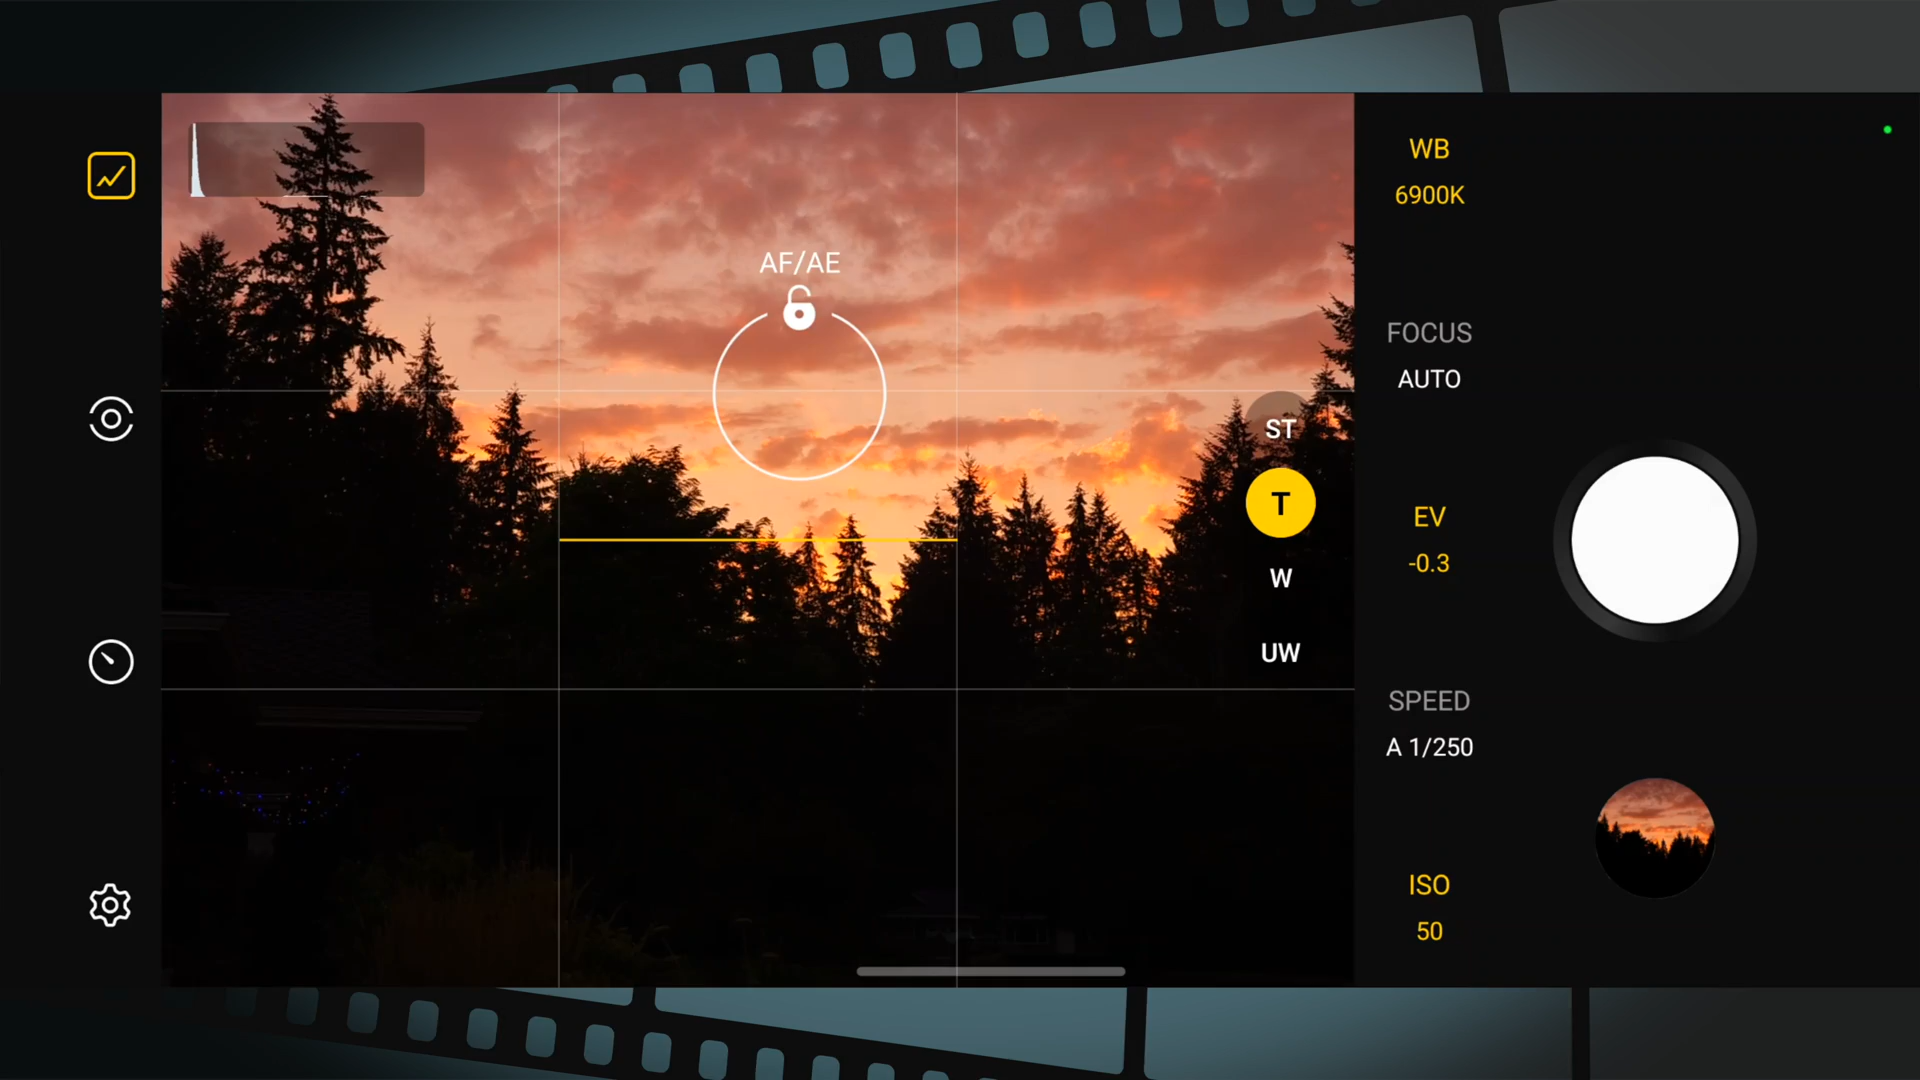 AF/AE
ST
T
W
UW
WB
6900K
FOCUS
AUTO
EV
-0.3
SPEED
A 1/250
ISO
50